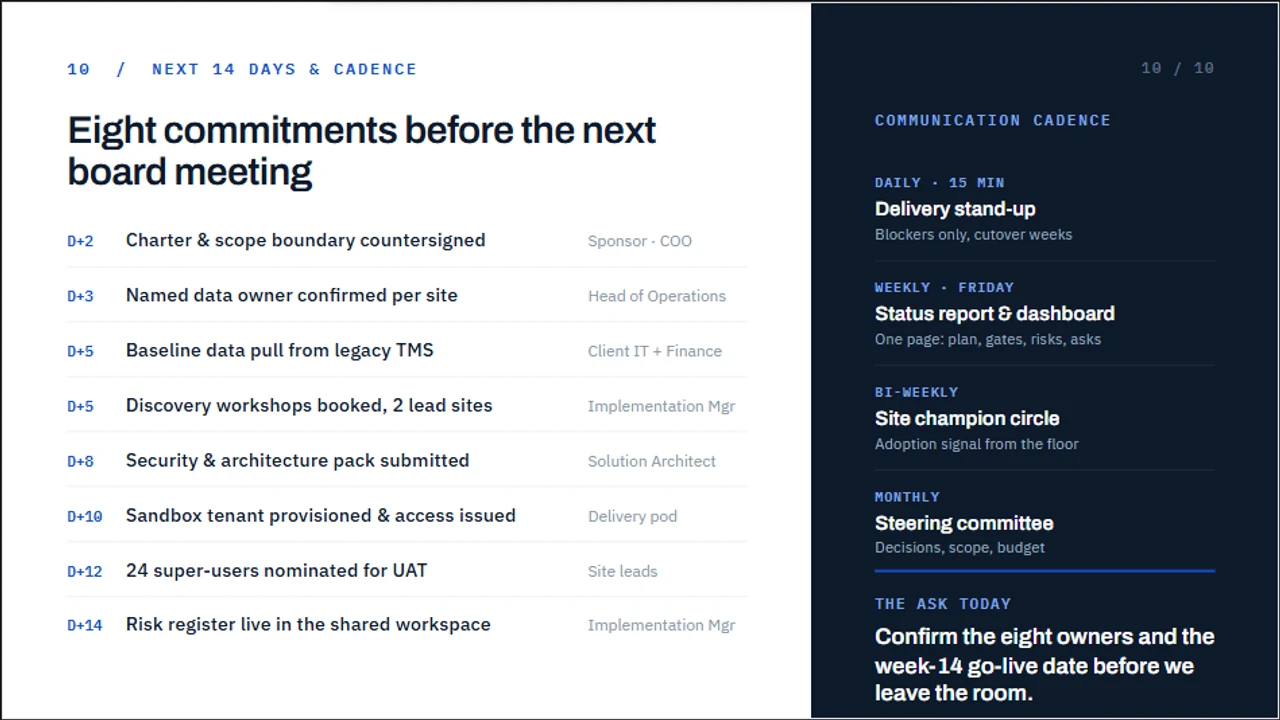 10 / NEXT 14 DAYS & CADENCE
Eight commitments before the next
board meeting
D+2 Charter & scope boundary countersigned Sponsor · COO
D+3 Named data owner confirmed per site Head of Operations
D+5 Baseline data pull from legacy TMS Client IT + Finance
D+5 Discovery workshops booked, 2 lead sites Implementation Mgr
D+8 Security & architecture pack submitted Solution Architect
D+10 Sandbox tenant provisioned & access issued Delivery pod
D+12 24 super-users nominated for UAT Site leads
D+14 Risk register live in the shared workspace Implementation Mgr
10 / 10
COMMUNICATION CADENCE
DAILY · 15 MIN
Delivery stand-up
Blockers only, cutover weeks
WEEKLY · FRIDAY
Status report & dashboard
One page: plan, gates, risks, asks
BI-WEEKLY
Site champion circle
Adoption signal from the floor
MONTHLY
Steering committee
Decisions, scope, budget
THE ASK TODAY
Confirm the eight owners and the
week-14 go-live date before we
leave the room.